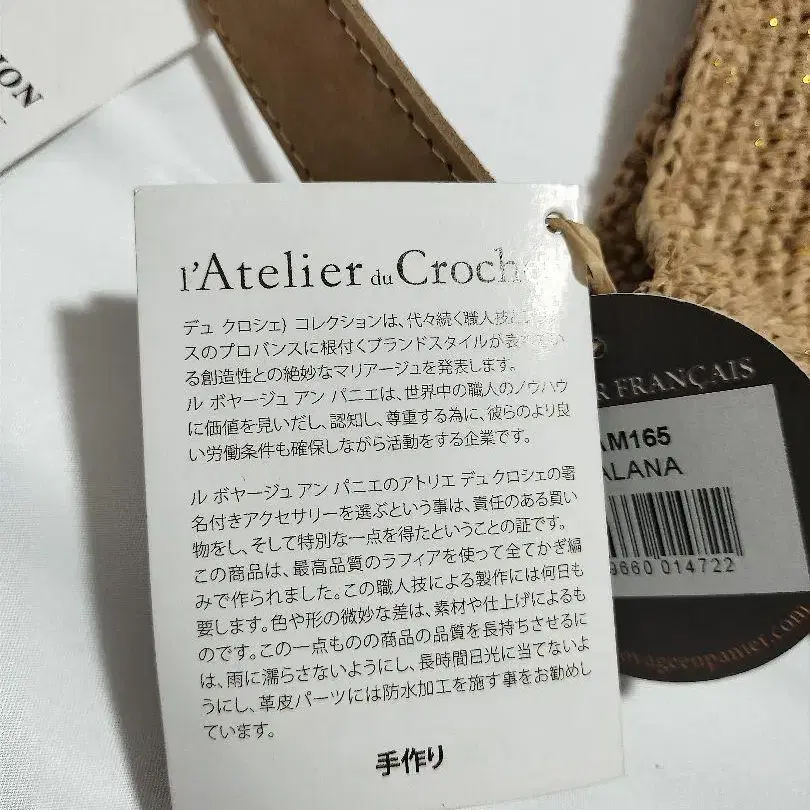 ION
l'Atelier du Croch
デュ クロシェ) コレクションは、代々続く職人技と
スのプロバンスに根付くブランドスタイルが表
る創造性との絶妙なマリアージュを発表します。
ル ボヤージュ アン パニエは、世界中の職人のノウハウ
に価値を見いだし、認知し、尊重する為に、彼らのより良
い労働条件も確保しながら活動をする企業です。
ル ボヤージュ アン パニエのアトリエ デュ クロシェの署
名付きアクセサリーを選ぶという事は、責任のある買い
物をし、そして特別な一点を得たということの証です。
この商品は、最高品質のラフィアを使って全てかぎ編
みで作られました。この職人技による製作には何日も
要します。色や形の微妙な差は、素材や仕上げによるも
のです。この一点ものの商品の品質を長持ちさせるに
は、雨に濡らさないようにし、長時間日光に当てないよ
うにし、革皮パーツには防水加工を施す事をお勧めし
ています。
手作り
R FRANÇAIS
AM165
ALANA
9660 014722
oyageenpanier.com